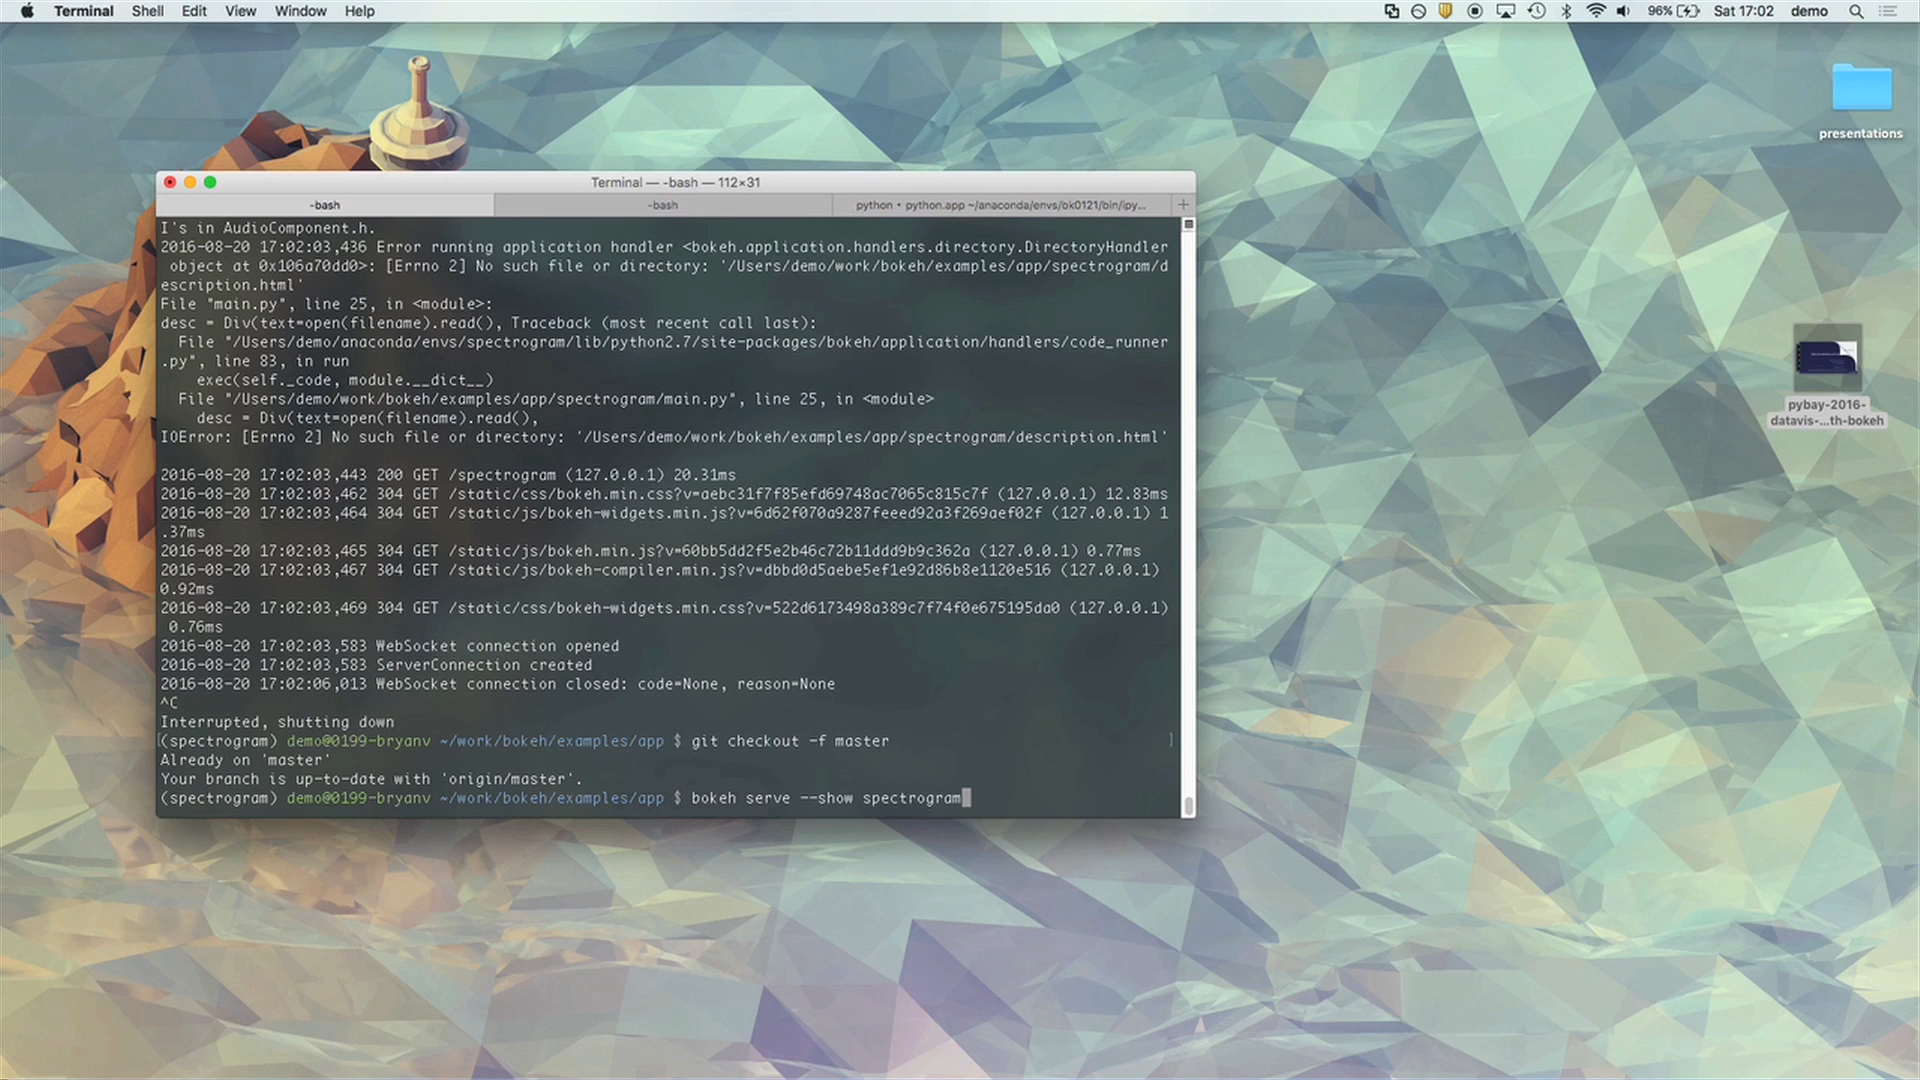 Terminal Shell Edit View Window Help 96% Sat 17:02 demo
presentations
Terminal — -bash — 112×31
-bash -bash python • python.app ~/anaconda/envs/bk0121/bin/ipy...
I's in AudioComponent.h.
2016-08-20 17:02:03,436 Error running application handler <bokeh.application.handlers.directory.DirectoryHandler
object at 0x106a70dd0>: [Errno 2] No such file or directory: '/Users/demo/work/bokeh/examples/app/spectrogram/d
escription.html'
File "main.py", line 25, in <module>:
desc = Div(text=open(filename).read(), Traceback (most recent call last):
File "/Users/demo/anaconda/envs/spectrogram/lib/python2.7/site-packages/bokeh/application/handlers/code_runner
.py", line 83, in run
exec(self._code, module.__dict__)
File "/Users/demo/work/bokeh/examples/app/spectrogram/main.py", line 25, in <module>
desc = Div(text=open(filename).read(),
IOError: [Errno 2] No such file or directory: '/Users/demo/work/bokeh/examples/app/spectrogram/description.html'
2016-08-20 17:02:03,443 200 GET /spectrogram (127.0.0.1) 20.31ms
2016-08-20 17:02:03,462 304 GET /static/css/bokeh.min.css?v=aebc31f7f85efd69748ac7065c815c7f (127.0.0.1) 12.83ms
2016-08-20 17:02:03,464 304 GET /static/js/bokeh-widgets.min.js?v=6d62f070a9287feeed92a3f269aef02f (127.0.0.1) 1
.37ms
2016-08-20 17:02:03,465 304 GET /static/js/bokeh.min.js?v=60bb5dd2f5e2b46c72b11ddd9b9c362a (127.0.0.1) 0.77ms
2016-08-20 17:02:03,467 304 GET /static/js/bokeh-compiler.min.js?v=dbbd0d5aebe5ef1e92d86b8e1120e516 (127.0.0.1)
0.92ms
2016-08-20 17:02:03,469 304 GET /static/css/bokeh-widgets.min.css?v=522d6173498a389c7f74f0e675195da0 (127.0.0.1)
0.76ms
2016-08-20 17:02:03,583 WebSocket connection opened
2016-08-20 17:02:03,583 ServerConnection created
2016-08-20 17:02:06,013 WebSocket connection closed: code=None, reason=None
^C
Interrupted, shutting down
[(spectrogram) demo@0199-bryanv ~/work/bokeh/examples/app $ git checkout -f master ]
Already on 'master'
Your branch is up-to-date with 'origin/master'.
(spectrogram) demo@0199-bryanv ~/work/bokeh/examples/app $ bokeh serve --show spectrogram
pybay-2016-
datavis-...th-bokeh